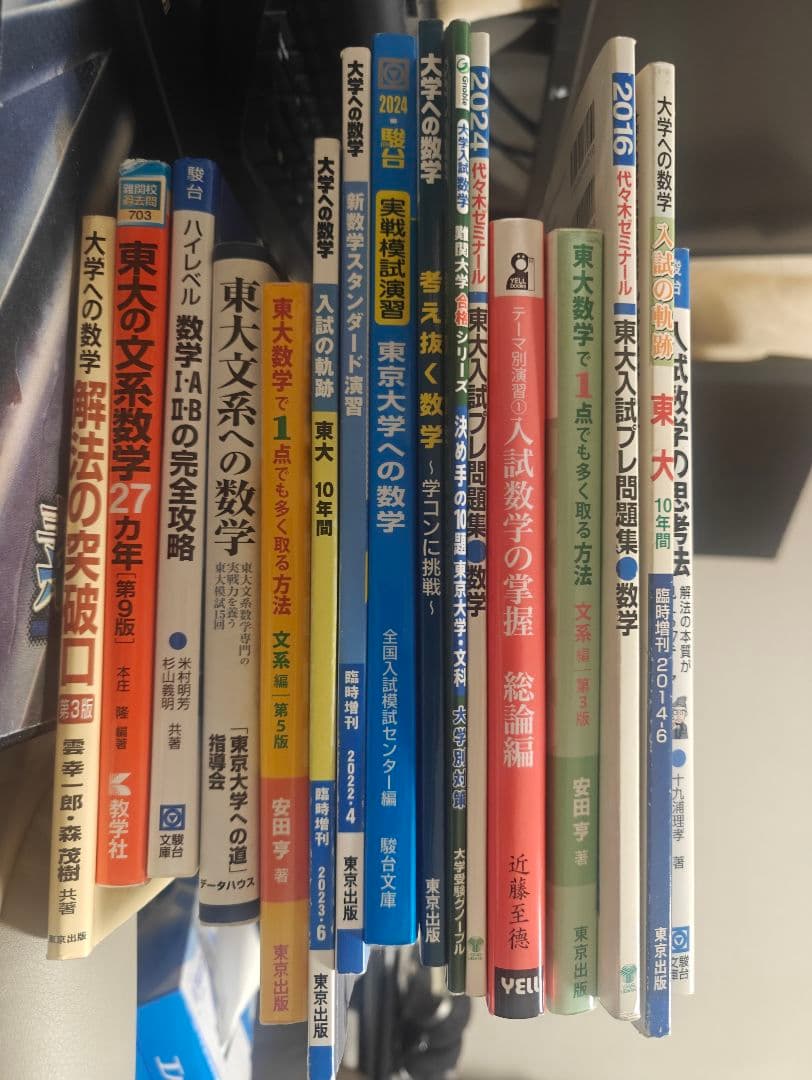 大学への数学
解法の突破口
第3版
雲 幸一郎・森 茂樹 共著
東京出版
難関校過去問
703
東大の文系数学27カ年[第9版]
本庄 隆 編著
教学社
駿台
ハイレベル 数学I・A・II・Bの完全攻略
米村明芳
杉山義明
共著
駿台文庫
東大文系への数学
東大文系数学専門の
実戦力を養う
東大模試15回
「東京大学への道」
指導会
データハウス
東大数学で1点でも多く取る方法 文系編 第5版
安田 亨 著
東京出版
大学への数学
入試の軌跡 東大 10年間
臨時増刊 2023・6
東京出版
大学への数学
新数学スタンダード演習
臨時増刊 2022・4
東京出版
2024・駿台
実戦模試演習
東京大学への数学
全国入試模試センター編
駿台文庫
大学への数学
考え抜く数学 ~学コンに挑戦~
東京出版
Gnoble
大学入試数学
難関大学合格シリーズ
決め手の10題 東京大学・文科
大学別対策
大学受験グノーブル
2024 代々木ゼミナール
東大入試プレ問題集 数学
YELL books
テーマ別演習①
入試数学の掌握 総論編
近藤至徳
YELL
東大数学で1点でも多く取る方法 文系編 第3版
安田 亨 著
東京出版
2016 代々木ゼミナール
東大入試プレ問題集 数学
大学への数学
入試の軌跡 東大 10年間
臨時増刊 2014-6
東京出版
駿台
入試数学の思考法
解法の本質が
十九浦理孝 著
駿台文庫